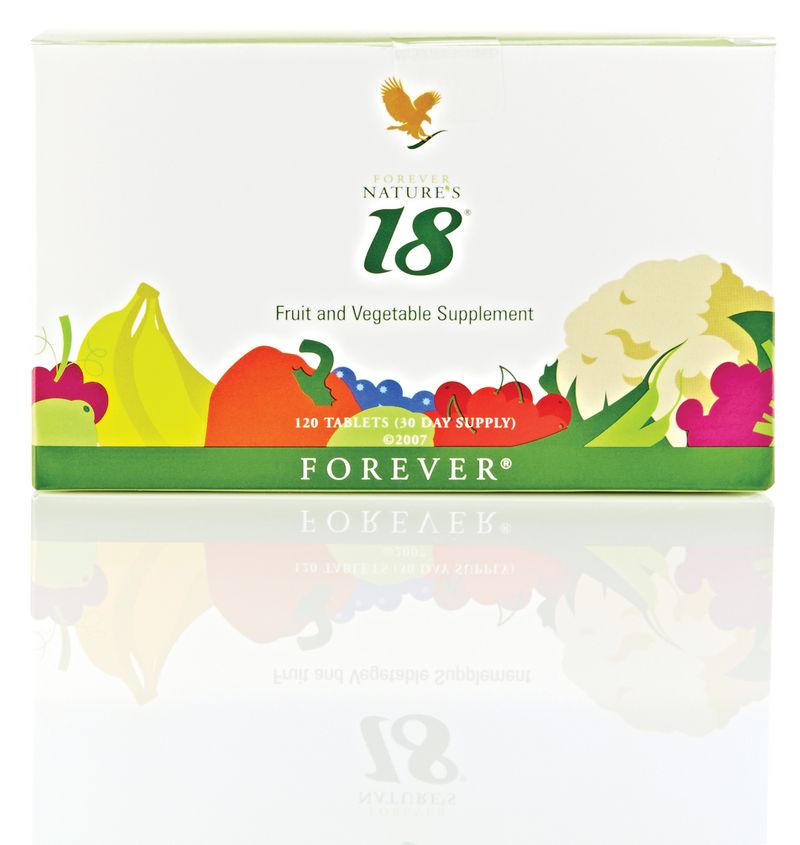 FOREVER
NATURE'S
18®
Fruit and Vegetable Supplement
120 TABLETS (30 DAY SUPPLY)
©2007
FOREVER®